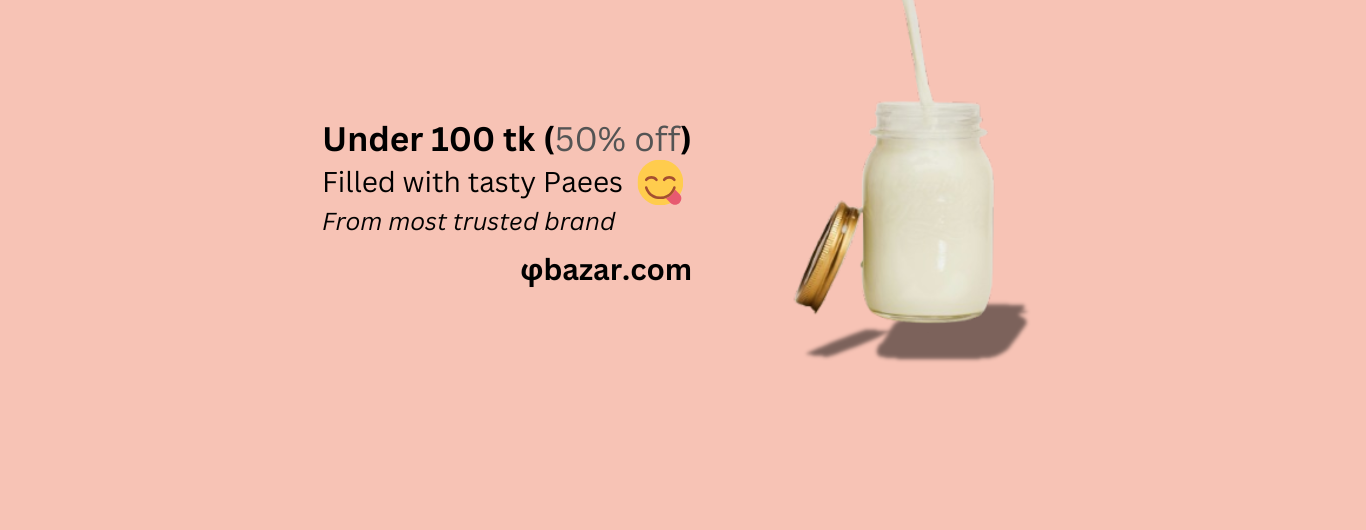 Under 100 tk (50% off)
Filled with tasty Paees 😋
From most trusted brand
φbazar.com